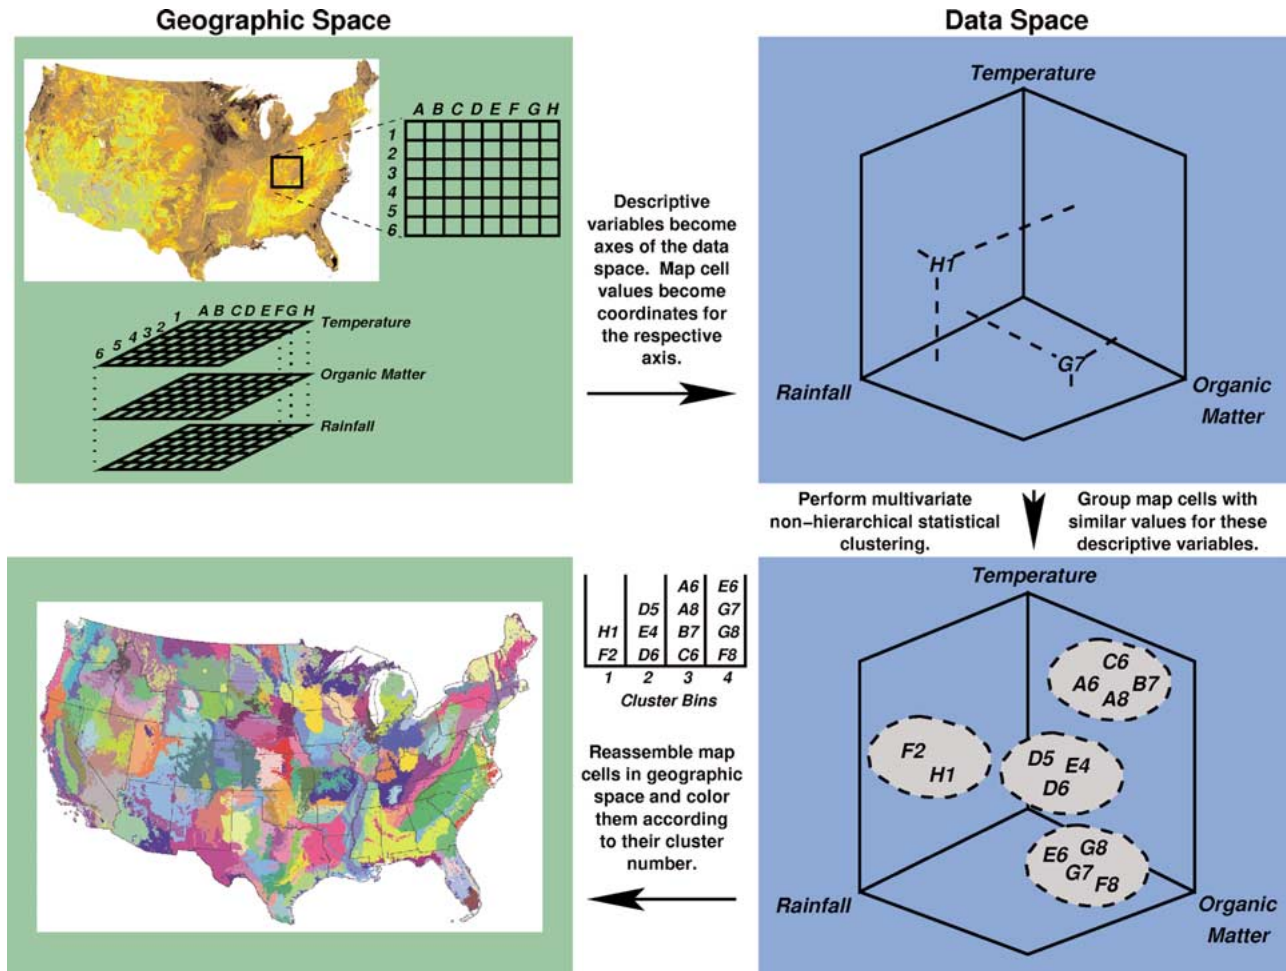 Geographic Space
A B C D E F G H
1
2
3
4
5
6
1 A B C D E F G H
2
3
4
5
6
Temperature
Organic Matter
Rainfall
Descriptive
variables become
axes of the data
space. Map cell
values become
coordinates for
the respective
axis.
Data Space
Temperature
H1
G7
Rainfall
Organic
Matter
Perform multivariate
non-hierarchical statistical
clustering.
Group map cells with
similar values for these
descriptive variables.
Temperature
C6
A6 B7
A8
F2
H1
D5 E4
D6
E6 G8
G7 F8
Rainfall
Organic
Matter
A6 E6
D5 A8 G7
H1 E4 B7 G8
F2 D6 C6 F8
1 2 3 4
Cluster Bins
Reassemble map
cells in geographic
space and color
them according
to their cluster
number.